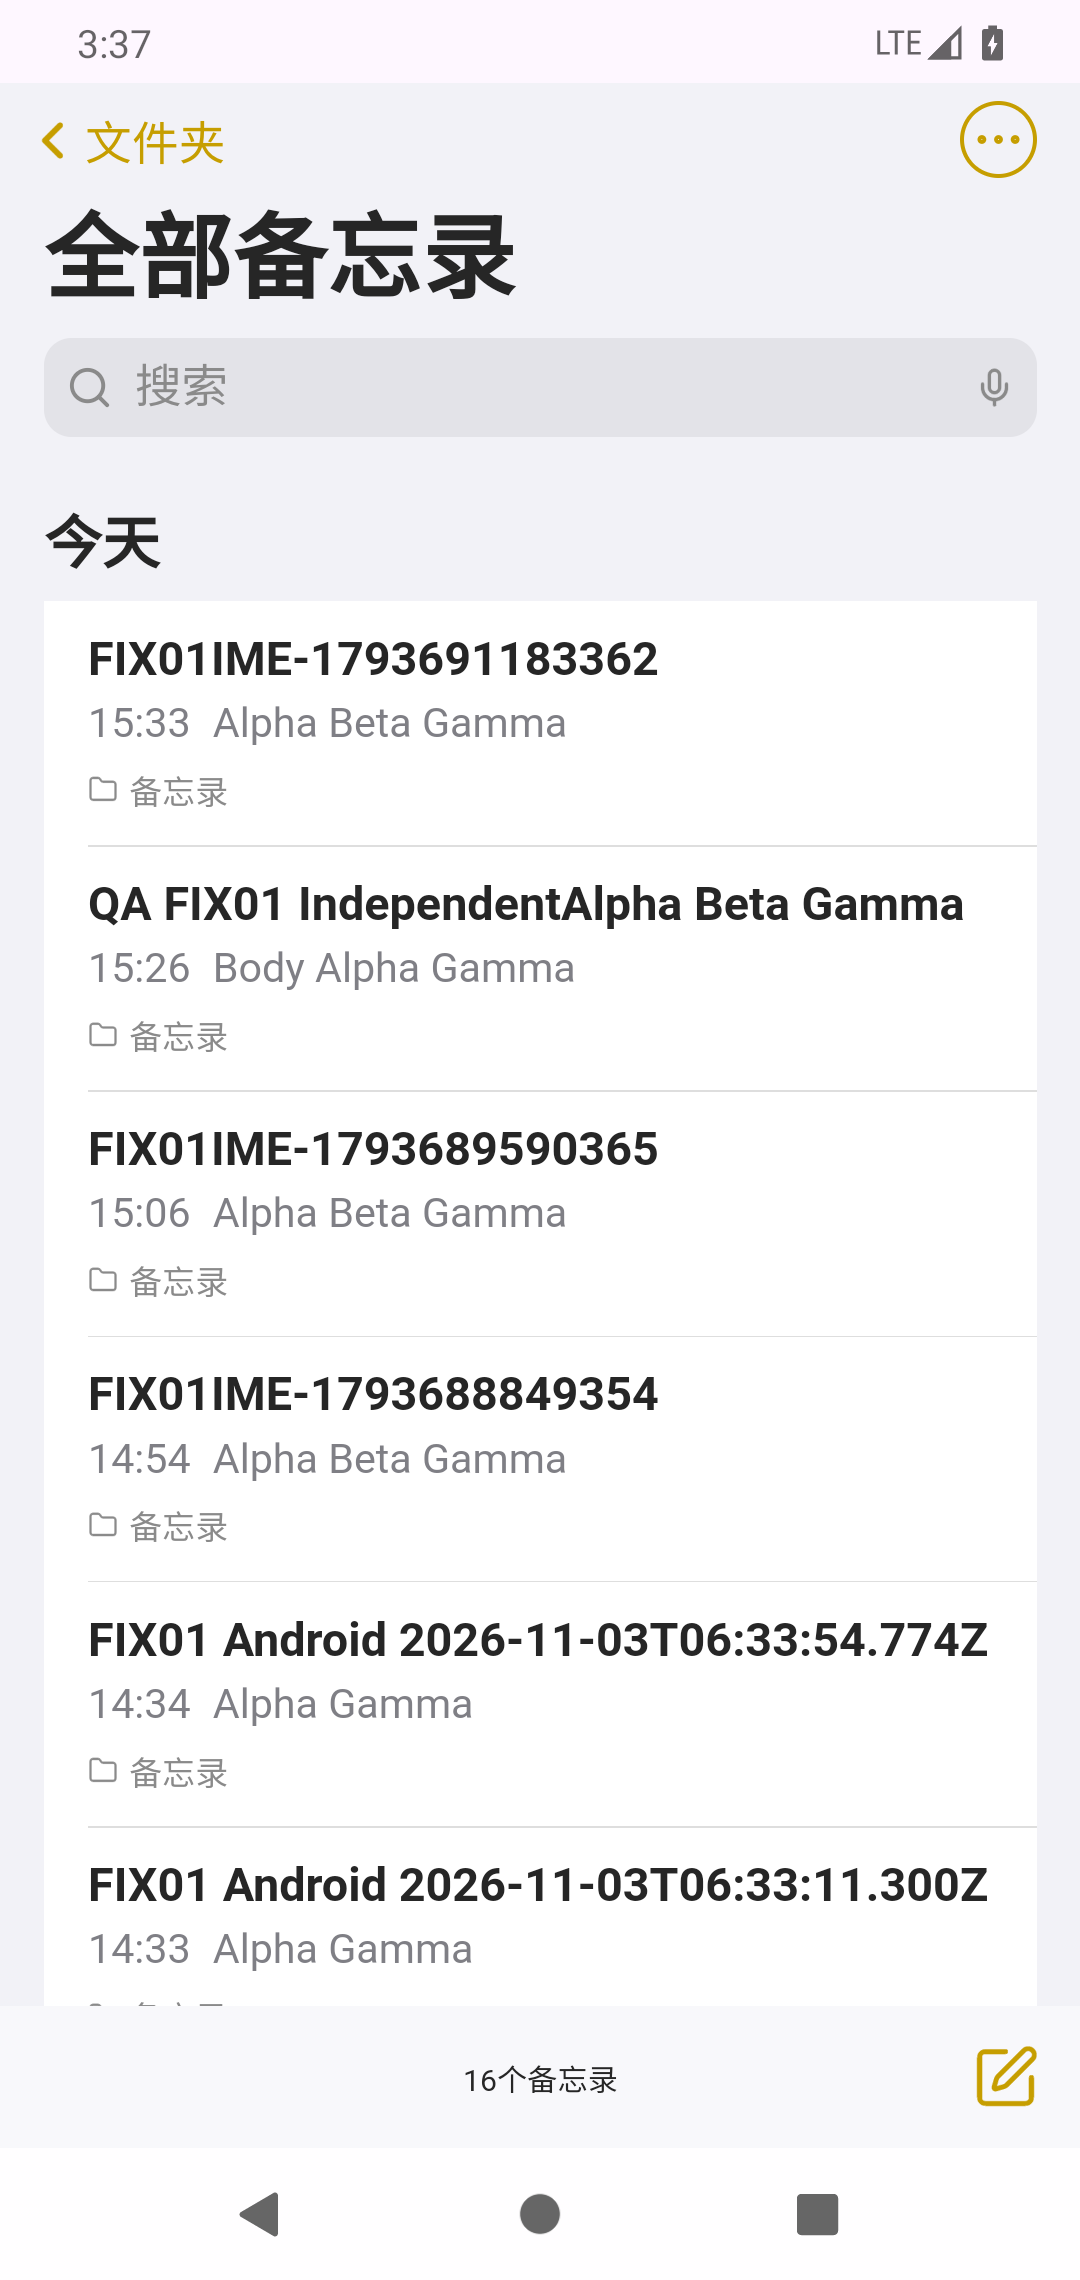 3:37 LTE
文件夹
全部备忘录
搜索
今天
FIX01IME-1793691183362
15:33 Alpha Beta Gamma
备忘录
QA FIX01 IndependentAlpha Beta Gamma
15:26 Body Alpha Gamma
备忘录
FIX01IME-1793689590365
15:06 Alpha Beta Gamma
备忘录
FIX01IME-1793688849354
14:54 Alpha Beta Gamma
备忘录
FIX01 Android 2026-11-03T06:33:54.774Z
14:34 Alpha Gamma
备忘录
FIX01 Android 2026-11-03T06:33:11.300Z
14:33 Alpha Gamma
16个备忘录